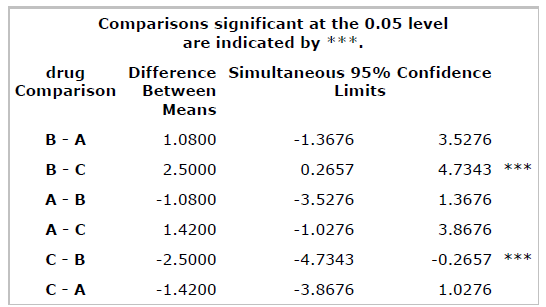 Comparisons significant at the 0.05 level
are indicated by ***.
drug Difference Simultaneous 95% Confidence
Comparison Between Limits
Means
B - A 1.0800 -1.3676 3.5276
B - C 2.5000 0.2657 4.7343 ***
A - B -1.0800 -3.5276 1.3676
A - C 1.4200 -1.0276 3.8676
C - B -2.5000 -4.7343 -0.2657 ***
C - A -1.4200 -3.8676 1.0276